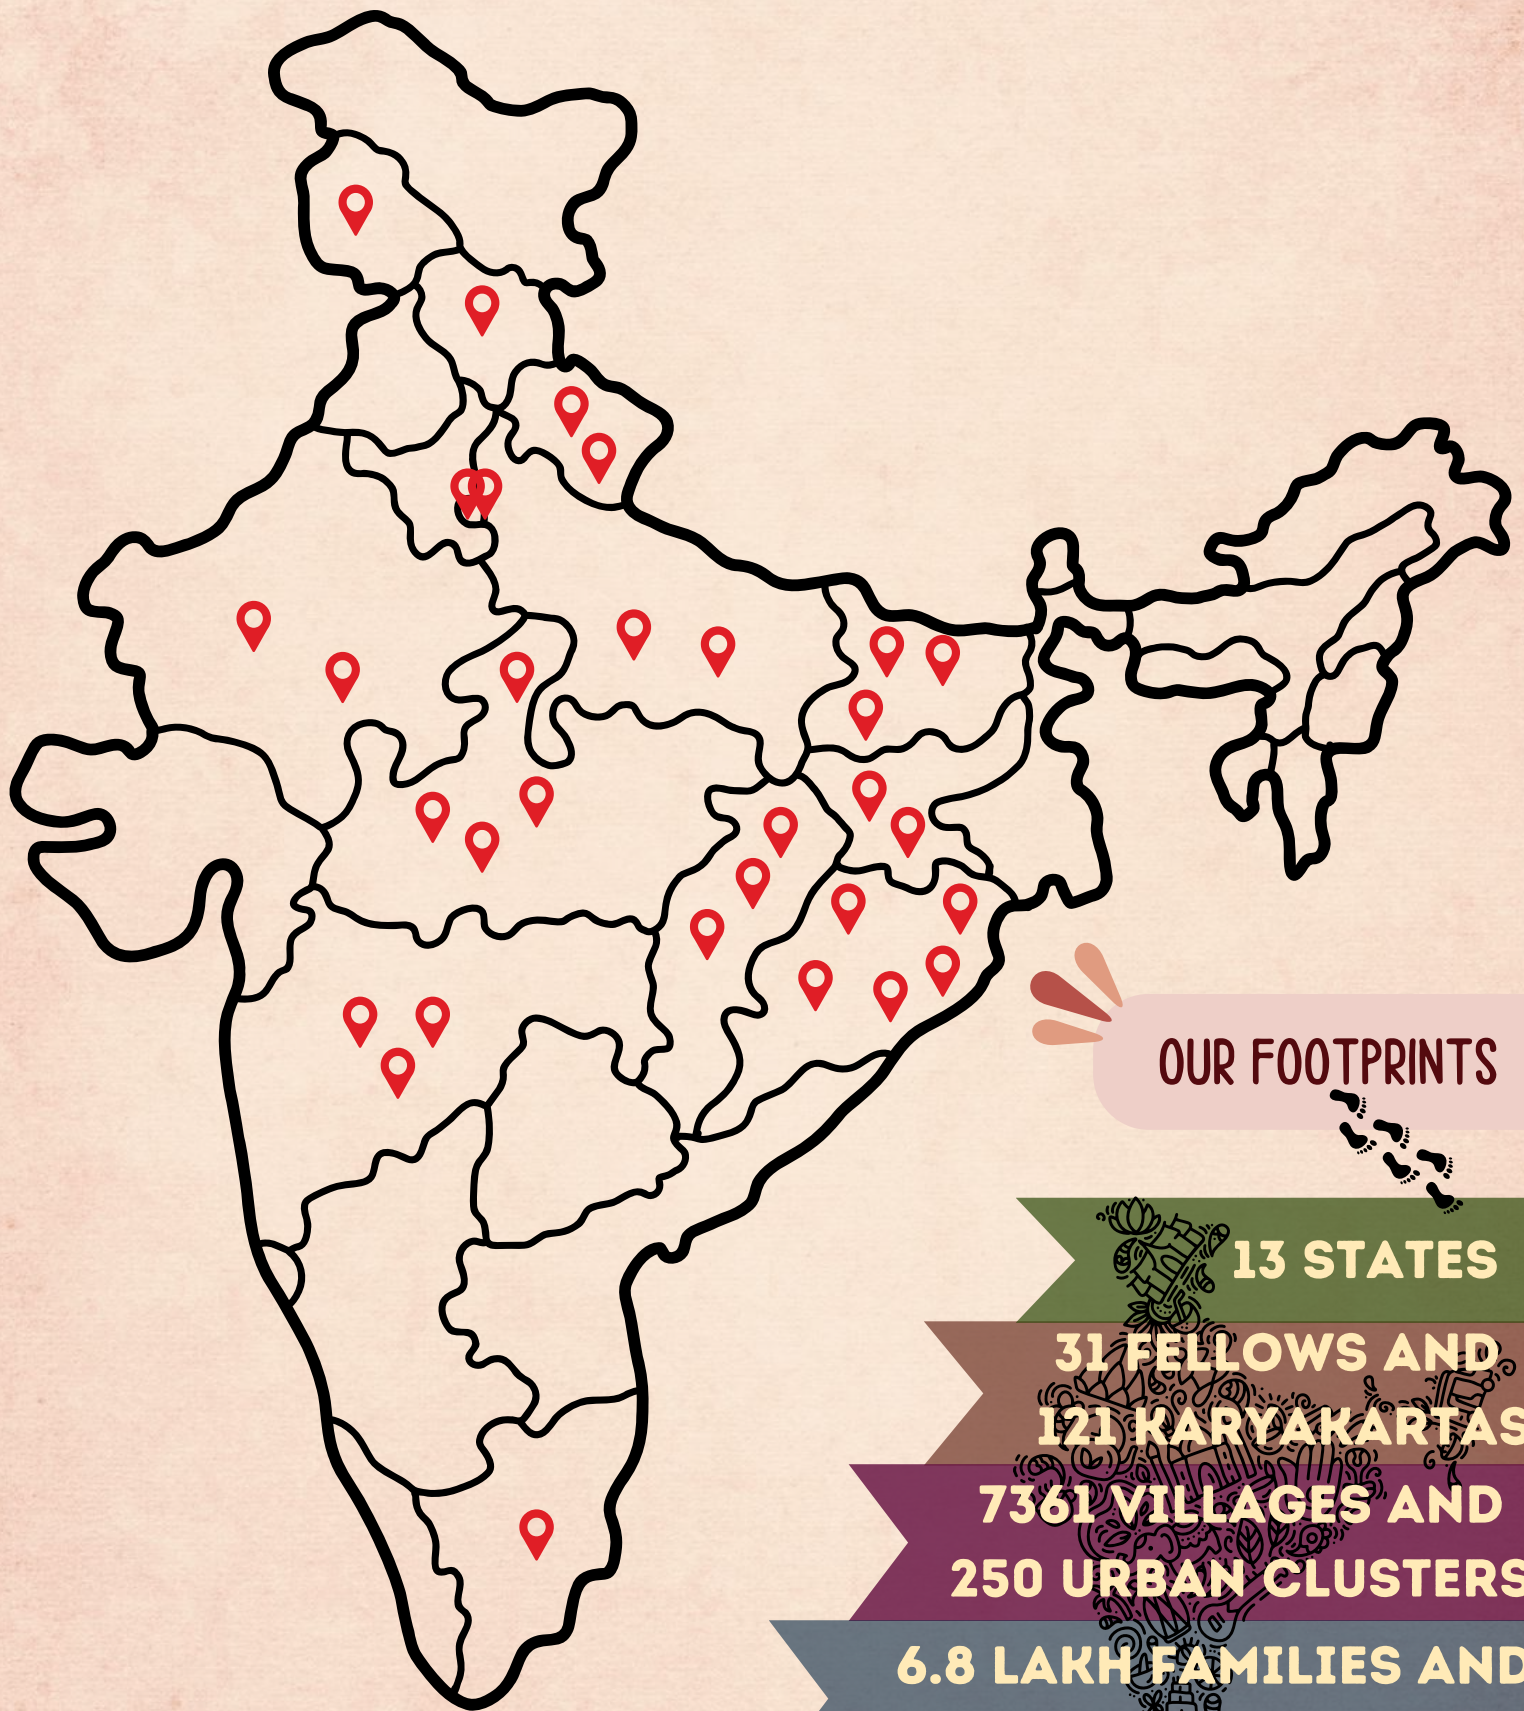 OUR FOOTPRINTS
13 STATES
31 FELLOWS AND
121 KARYAKARTAS
7361 VILLAGES AND
250 URBAN CLUSTERS
6.8 LAKH FAMILIES AND